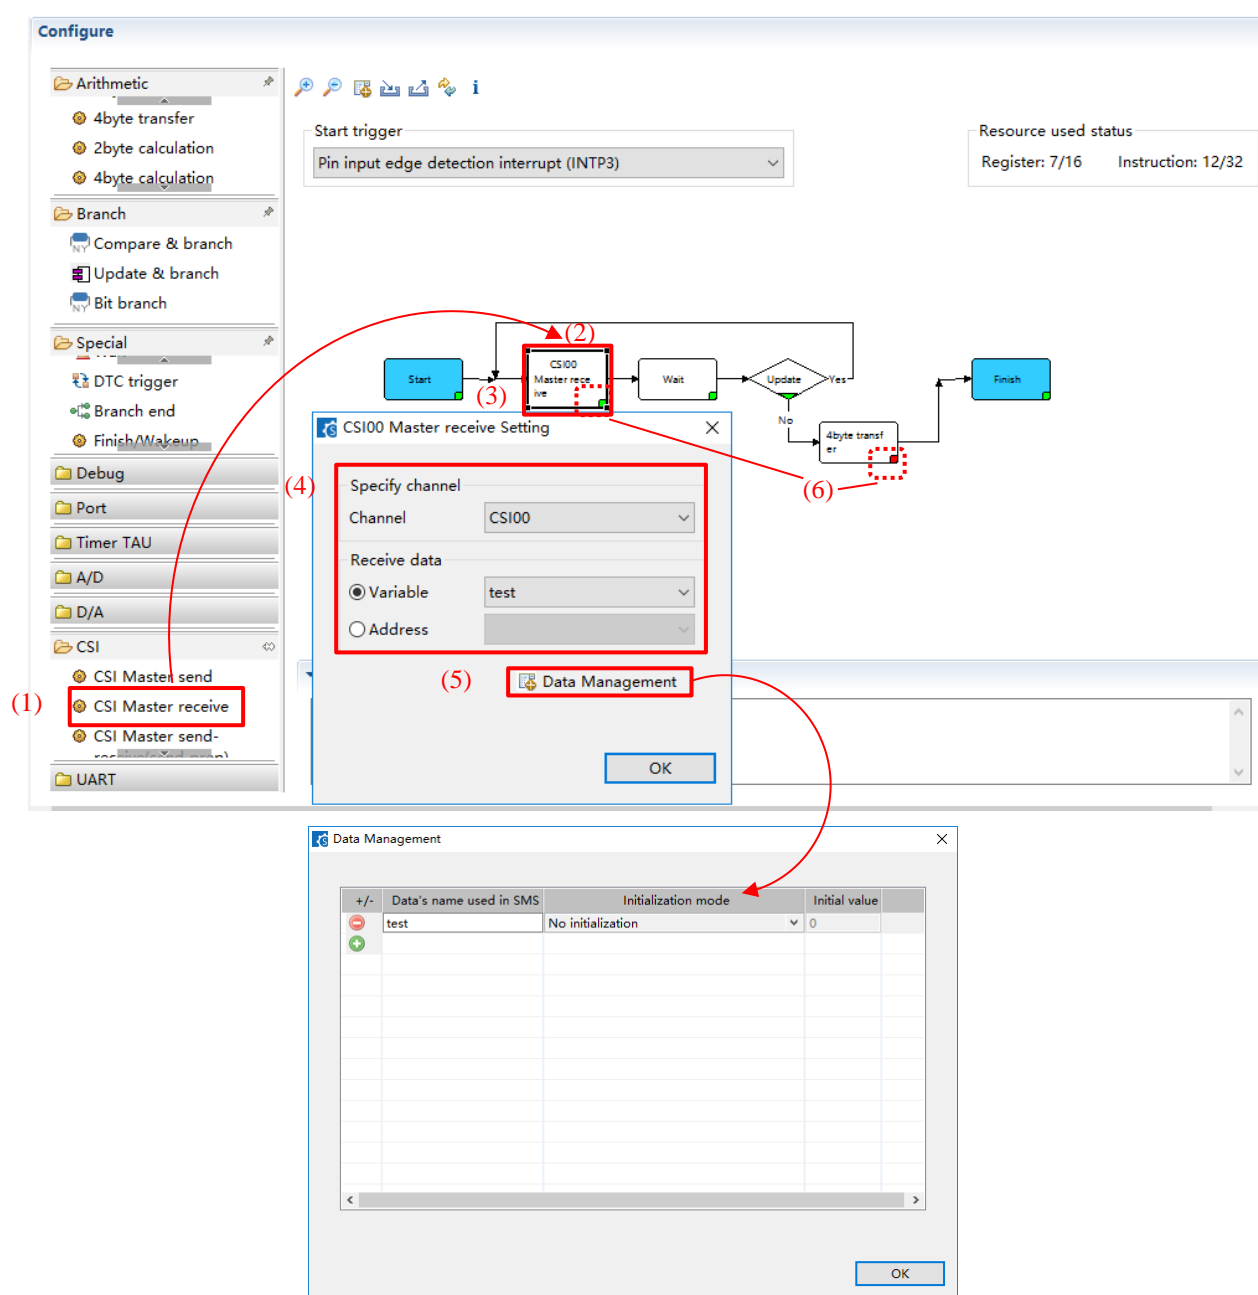 Configure
Arithmetic
4byte transfer
2byte calculation
4byte calculation
Branch
Compare & branch
Update & branch
Bit branch
Special
DTC trigger
Branch end
Finish/Wakeup
Debug
Port
Timer TAU
A/D
D/A
CSI
CSI Master send
(1)
CSI Master receive
CSI Master send-
UART
Start trigger
Pin input edge detection interrupt (INTP3)
Resource used status
Register: 7/16 Instruction: 12/32
(2)
Start
(3)
CSI00
Master rece
ive
Wait
Update
Yes
No
4byte transf
er
Finish
(6)
CSI00 Master receive Setting
(4)
Specify channel
Channel CSI00
Receive data
Variable test
Address
(5)
Data Management
OK
Data Management
+/- Data's name used in SMS Initialization mode Initial value
test No initialization 0
OK